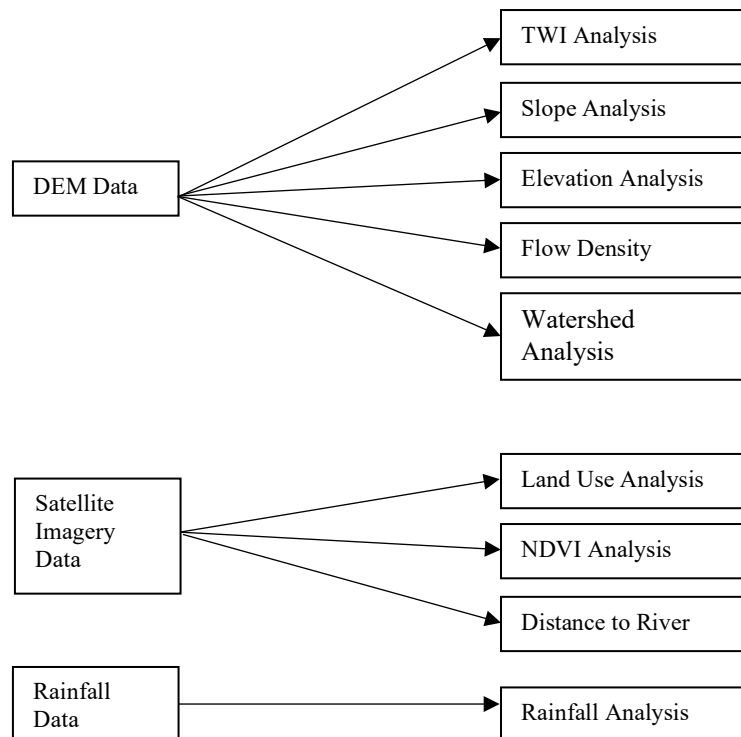 TWI Analysis
Slope Analysis
DEM Data
Elevation Analysis
Flow Density
Watershed
Analysis
Satellite
Imagery
Data
Land Use Analysis
NDVI Analysis
Distance to River
Rainfall
Data
Rainfall Analysis